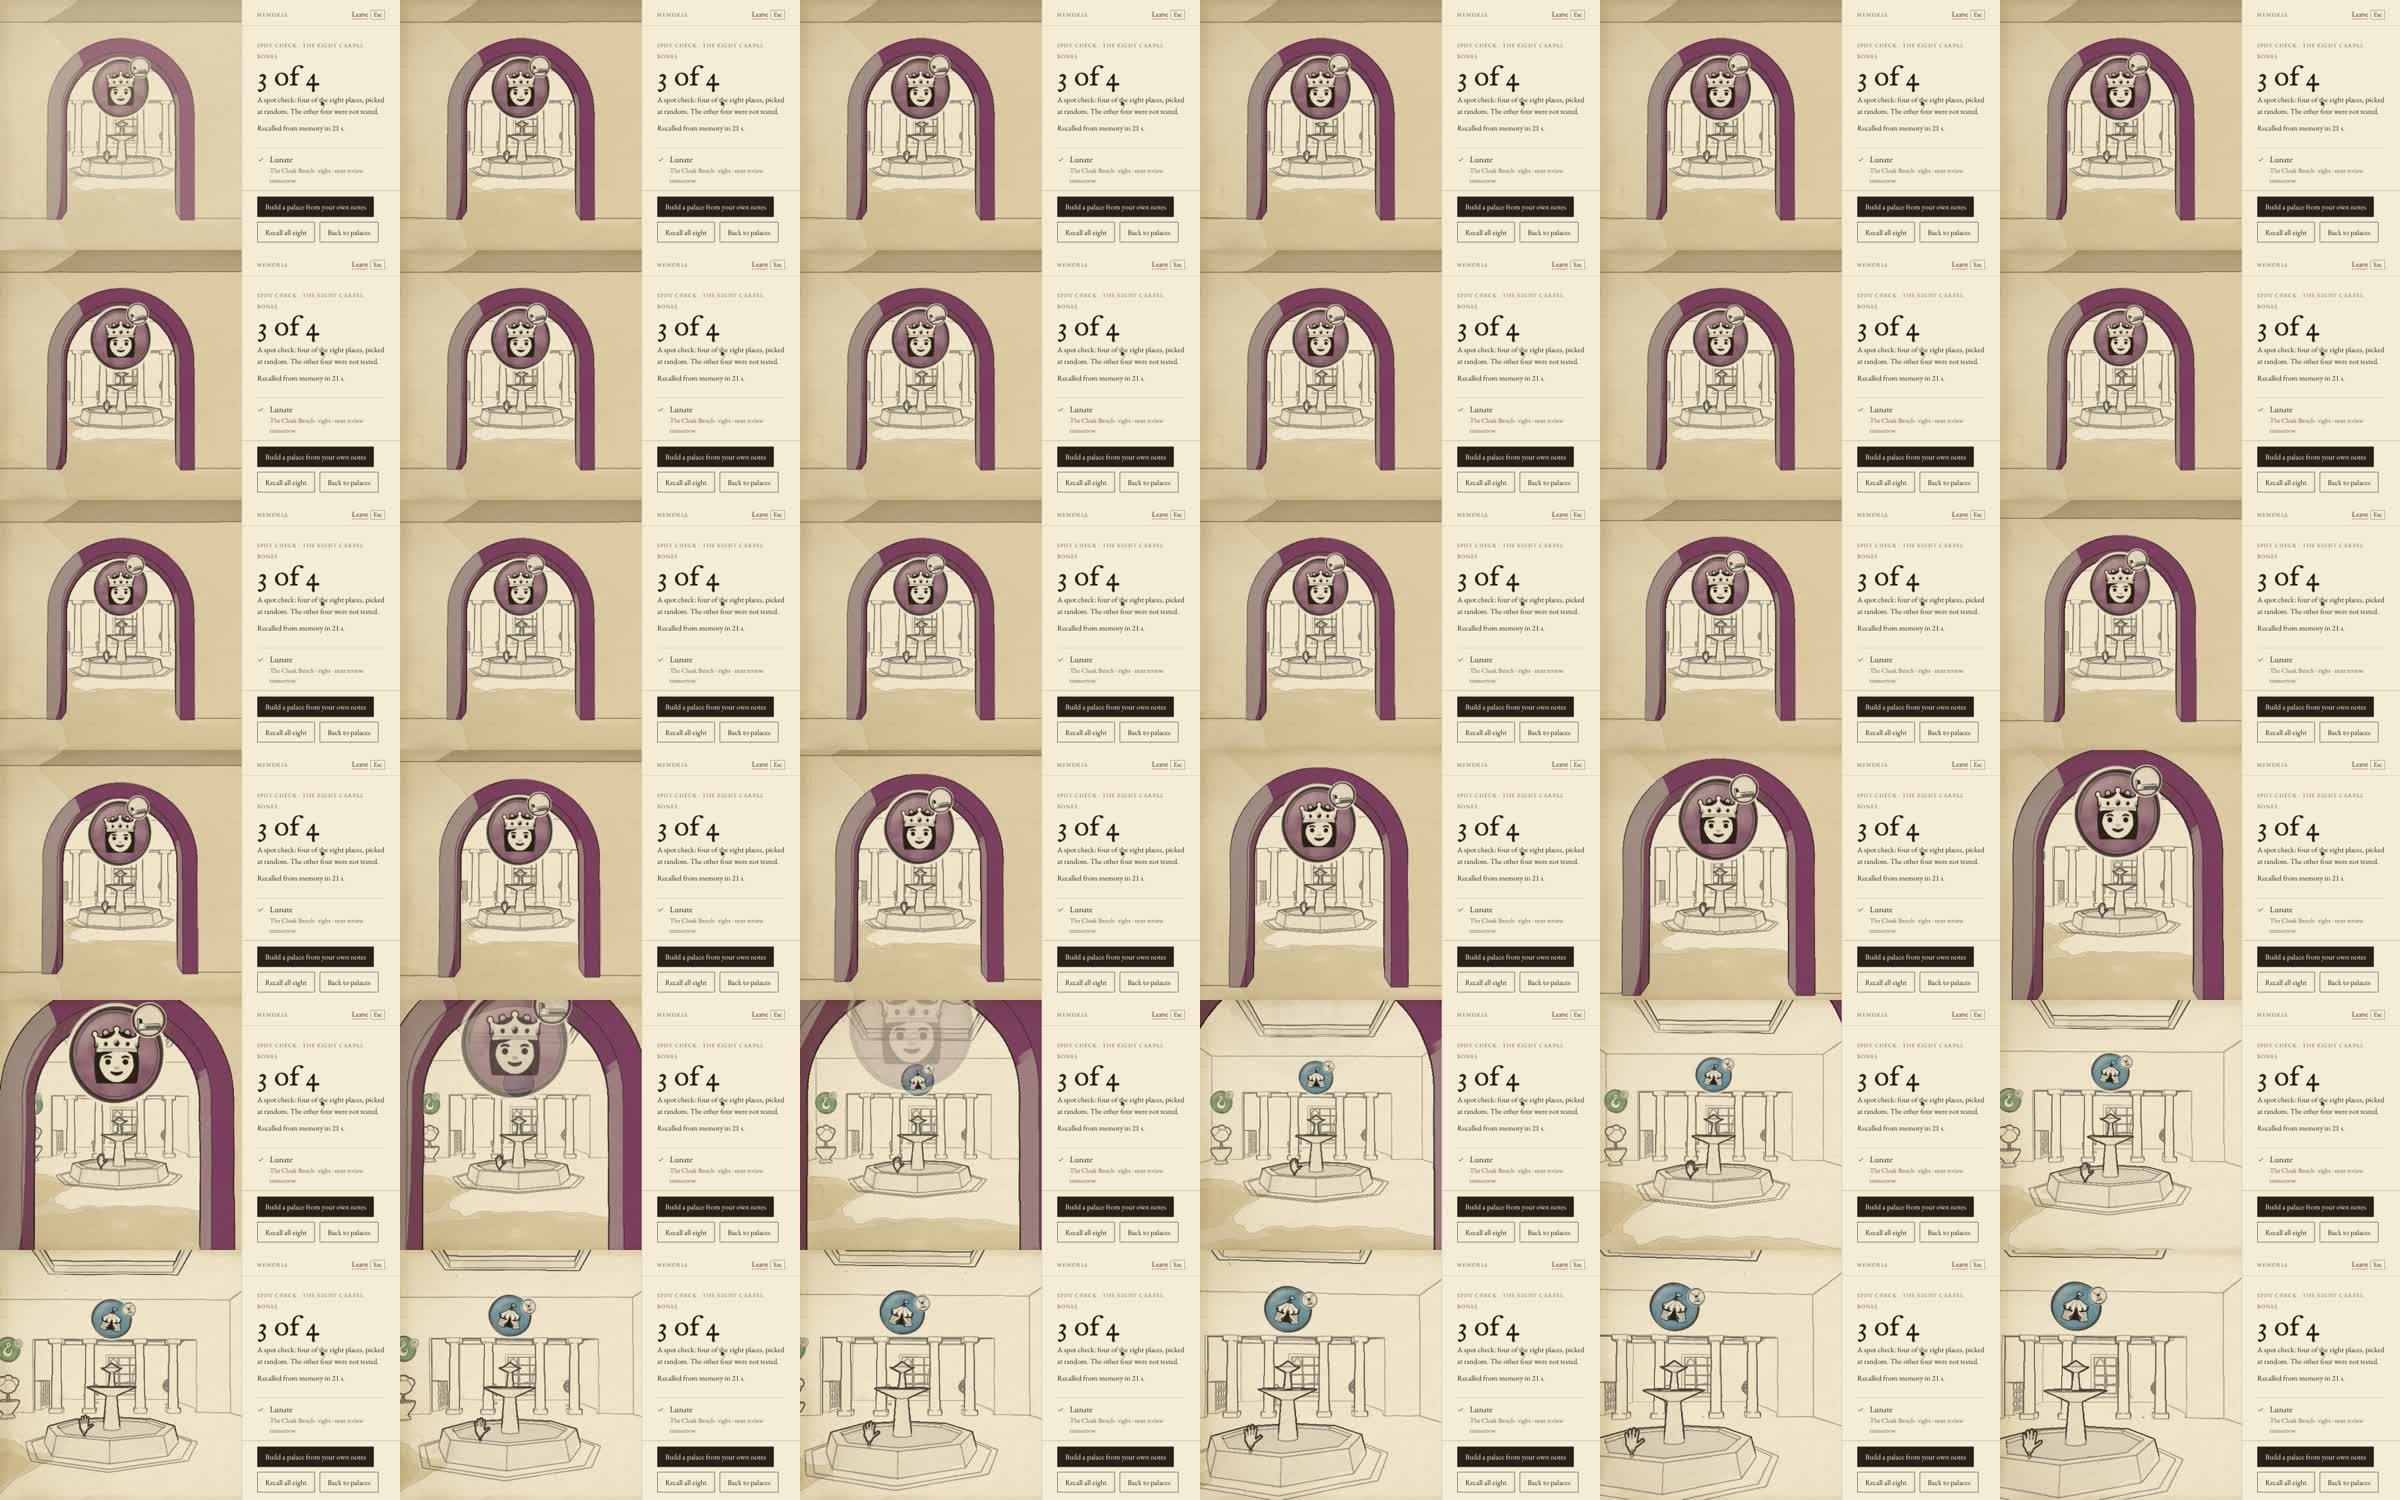 MEMORIA
Leave Esc
SPOT CHECK · THE EIGHT CARPAL
BONES
3 of 4
A spot check: four of the eight places, picked
at random. The other four were not tested.
Recalled from memory in 21 s.
✓ Lunate
The Cloak Bench · right · next review
tomorrow
Build a palace from your own notes
Recall all eight
Back to palaces